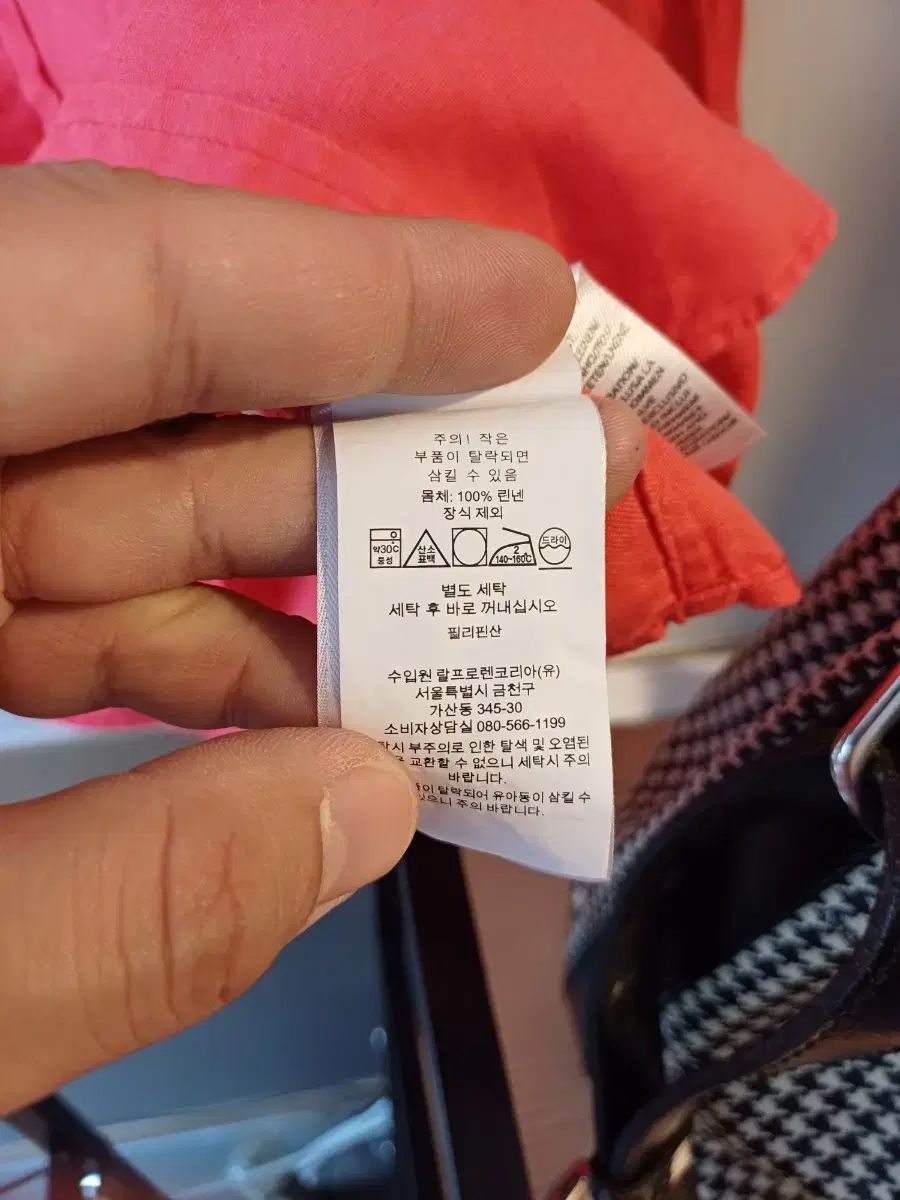 주의! 작은
부품이 탈락되면
삼킬 수 있음
몸체: 100% 린넨
장식 제외
약30℃
중성
산소
표백
2
140~160℃
드라이
별도 세탁
세탁 후 바로 꺼내십시오
필리핀산
수입원 랄프로렌코리아(유)
서울특별시 금천구
가산동 345-30
소비자상담실 080-566-1199
부주의로 인한 탈색 및 오염된
교환할 수 없으니 세탁시 주의
바랍니다.
탈락되어 유아동이 삼킬 수
있으니 주의 바랍니다.